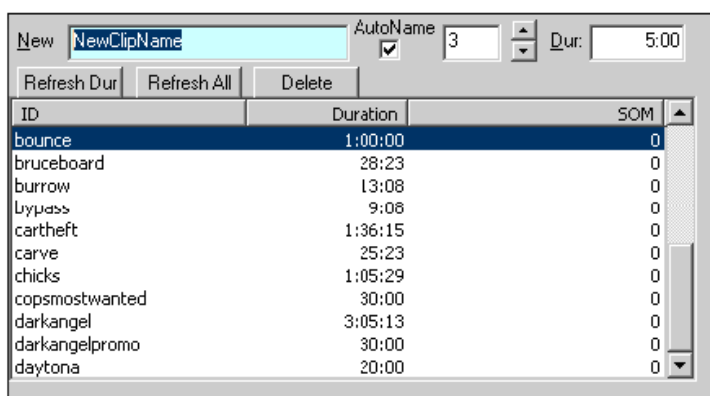 New NewClipName AutoName 3 Dur: 5:00
Refresh Dur Refresh All Delete
ID Duration SOM
bounce 1:00:00 0
bruceboard 28:23 0
burrow 13:08 0
bypass 9:08 0
cartheft 1:36:15 0
carve 25:23 0
chicks 1:05:29 0
copsmostwanted 30:00 0
darkangel 3:05:13 0
darkangelpromo 30:00 0
daytona 20:00 0